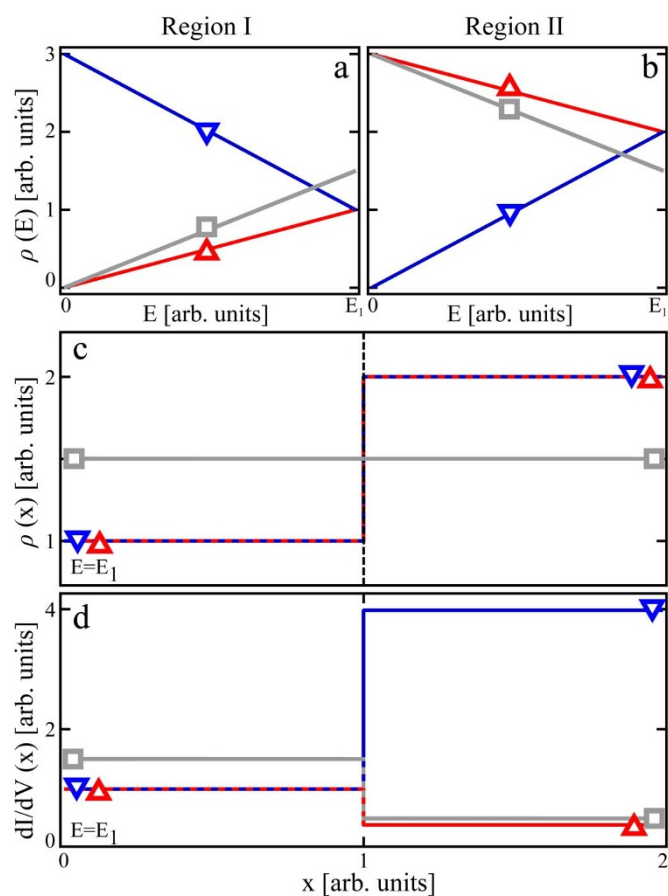 Region I
Region II
a
b
3
2
1
0
ρ (E) [arb. units]
0
E [arb. units]
E₁
0
E [arb. units]
E₁
c
2
1
ρ (x) [arb. units]
E=E₁
d
4
2
0
dI/dV (x) [arb. units]
E=E₁
0
1
2
x [arb. units]